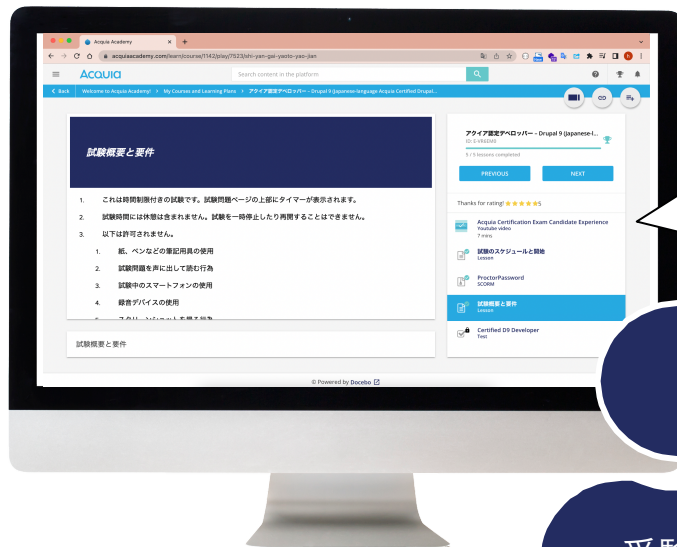 Acquia Academy
acquiaacademy.com/learn/course/1142/play/7523/shi-yan-gai-yaoto-yao-jian
ACQUIA
Search content in the platform
Back
Welcome to Acquia Academy!
My Courses and Learning Plans
アクイア認定デベロッパー – Drupal 9 (Japanese-language Acquia Certified Drupal...
試験概要と要件
1. これは時間制限付きの試験です。試験問題ページの上部にタイマーが表示されます。
2. 試験時間には休憩は含まれません。試験を一時停止したり再開することはできません。
3. 以下は許可されません。
1. 紙、ペンなどの筆記用具の使用
2. 試験問題を声に出して読む行為
3. 試験中のスマートフォンの使用
4. 録音デバイスの使用
試験概要と要件
アクイア認定デベロッパー – Drupal 9 (Japanese-l...
5 / 5 lessons completed
PREVIOUS
NEXT
Thanks for rating!
5
Acquia Certification Exam Candidate Experience
Youtube video
7 mins
試験のスケジュールと開始
Lesson
ProctorPassword
SCORM
試験概要と要件
Lesson
Certified D9 Developer
Test
© Powered by Docebo